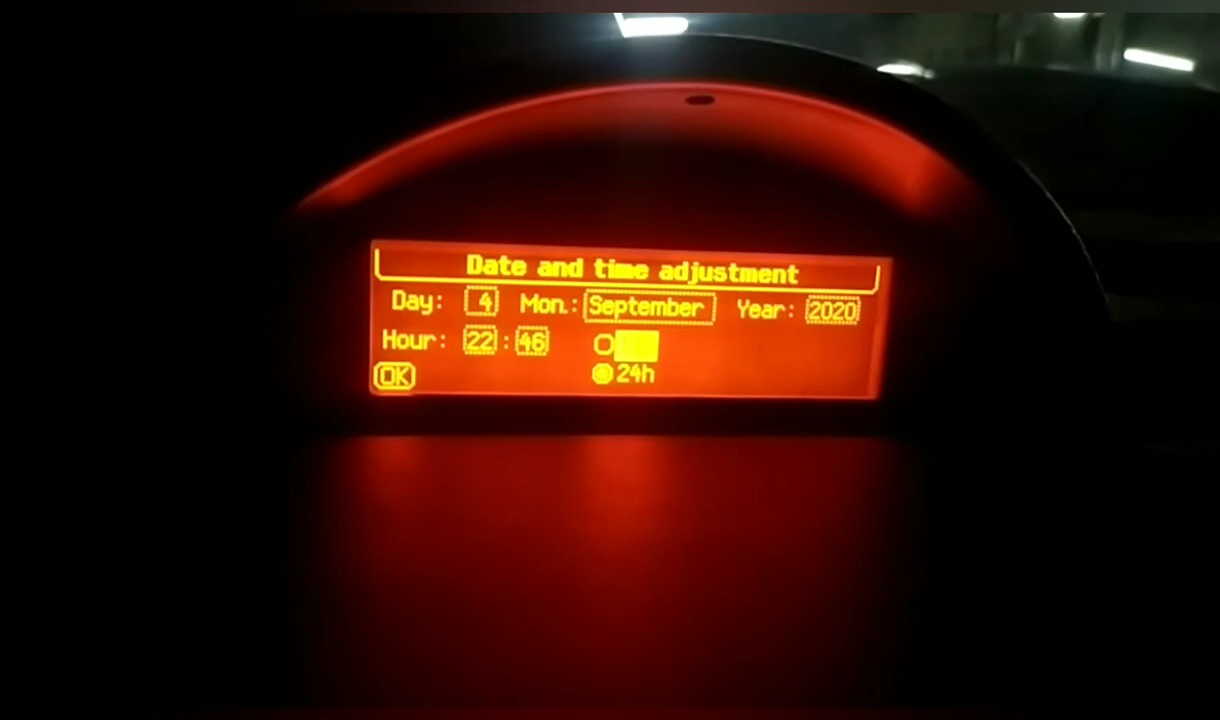 Date and time adjustment
Day: 4 Mon.: September Year: 2020
Hour: 22 : 46
24h
OK